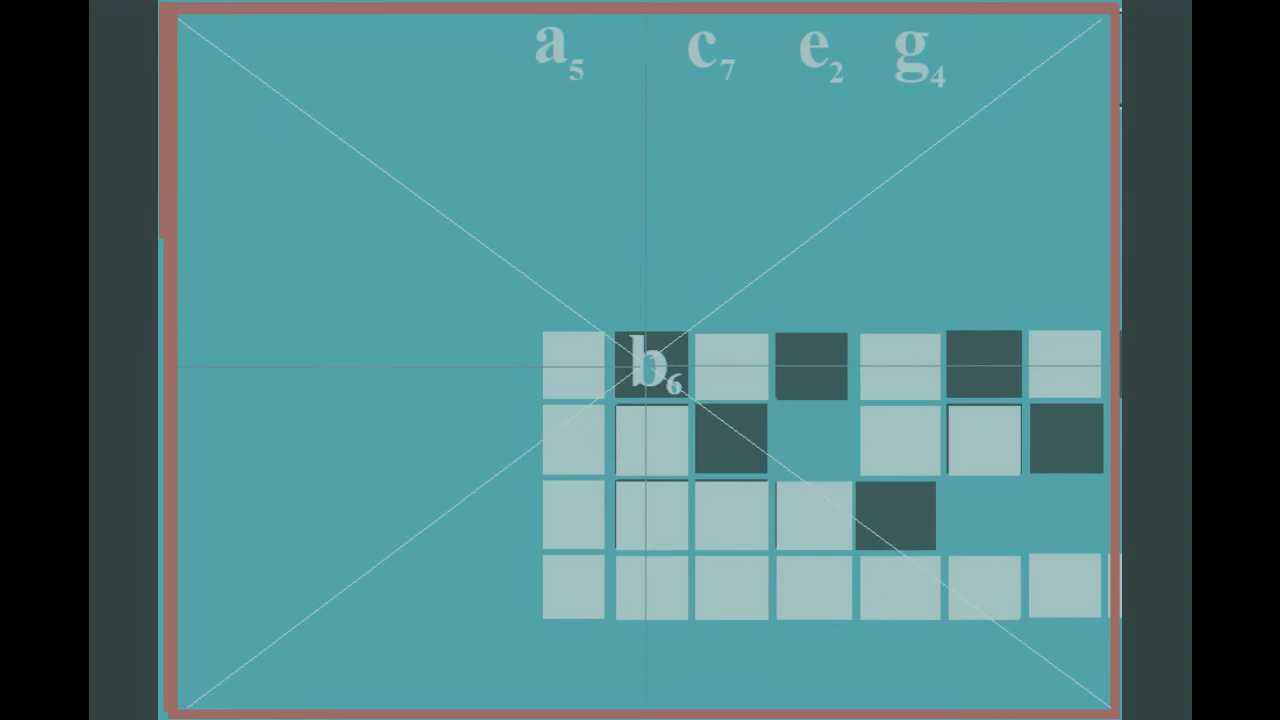 a₅ c₇ e₂ g₄
b₆